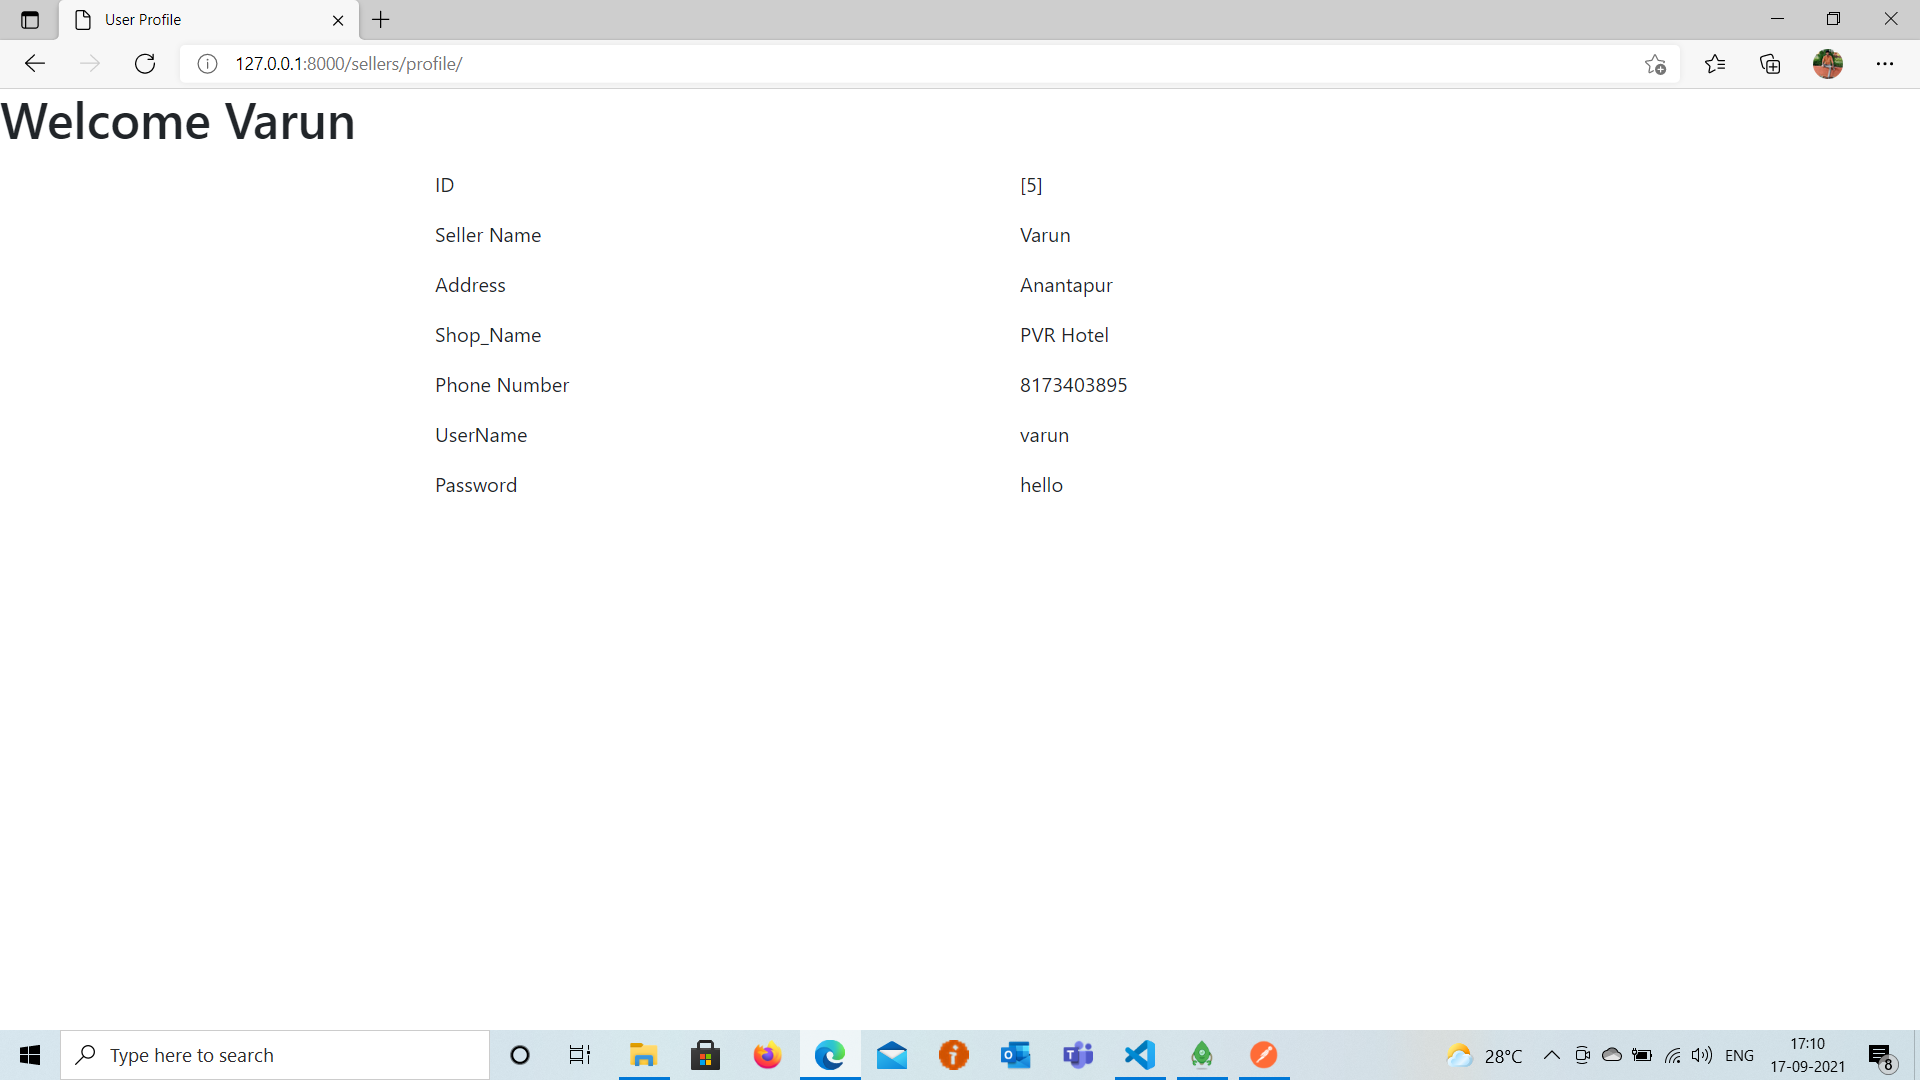 User Profile
127.0.0.1:8000/sellers/profile/
Welcome Varun
ID [5]
Seller Name Varun
Address Anantapur
Shop_Name PVR Hotel
Phone Number 8173403895
UserName varun
Password hello
Type here to search 28°C ENG 17:10
17-09-2021 8